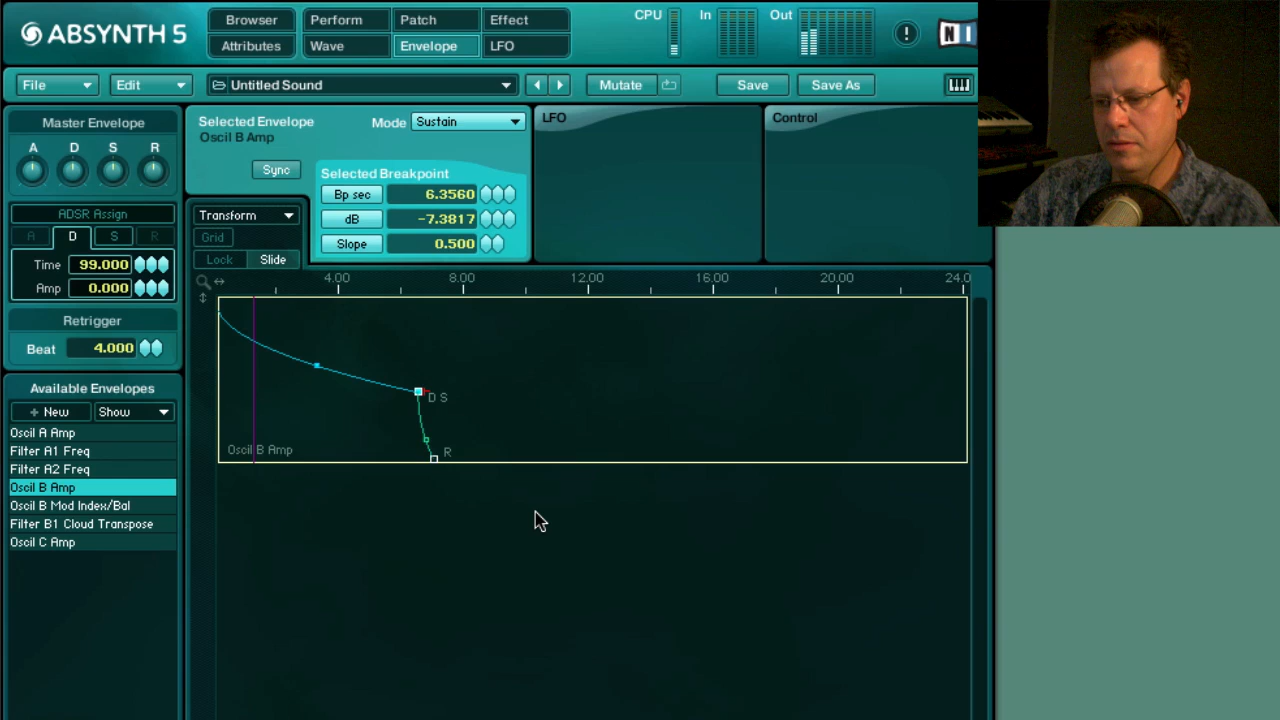 ABSYNTH 5
Browser
Attributes
Perform
Patch
Effect
Wave
Envelope
LFO
CPU
In
Out
!
NI
File
Edit
Untitled Sound
Mutate
Save
Save As
Master Envelope
A D S R
ADSR Assign
A D S R
Time 99.000
Amp 0.000
Retrigger
Beat 4.000
Available Envelopes
+ New
Show
Oscil A Amp
Filter A1 Freq
Filter A2 Freq
Oscil B Amp
Oscil B Mod Index/Bal
Filter B1 Cloud Transpose
Oscil C Amp
Selected Envelope
Oscil B Amp
Mode Sustain
Sync
Selected Breakpoint
Bp sec 6.3560
dB -7.3817
Slope 0.500
Transform
Grid
Lock Slide
LFO
Control
4.00 8.00 12.00 16.00 20.00 24.0
D S
R
Oscil B Amp